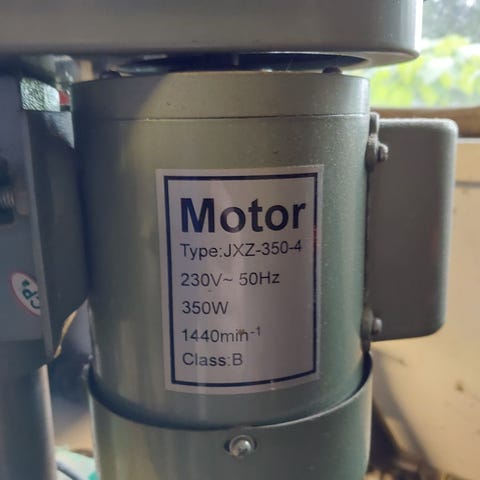 Motor
Type:JXZ-350-4
230V~ 50Hz
350W
1440min-1
Class:B